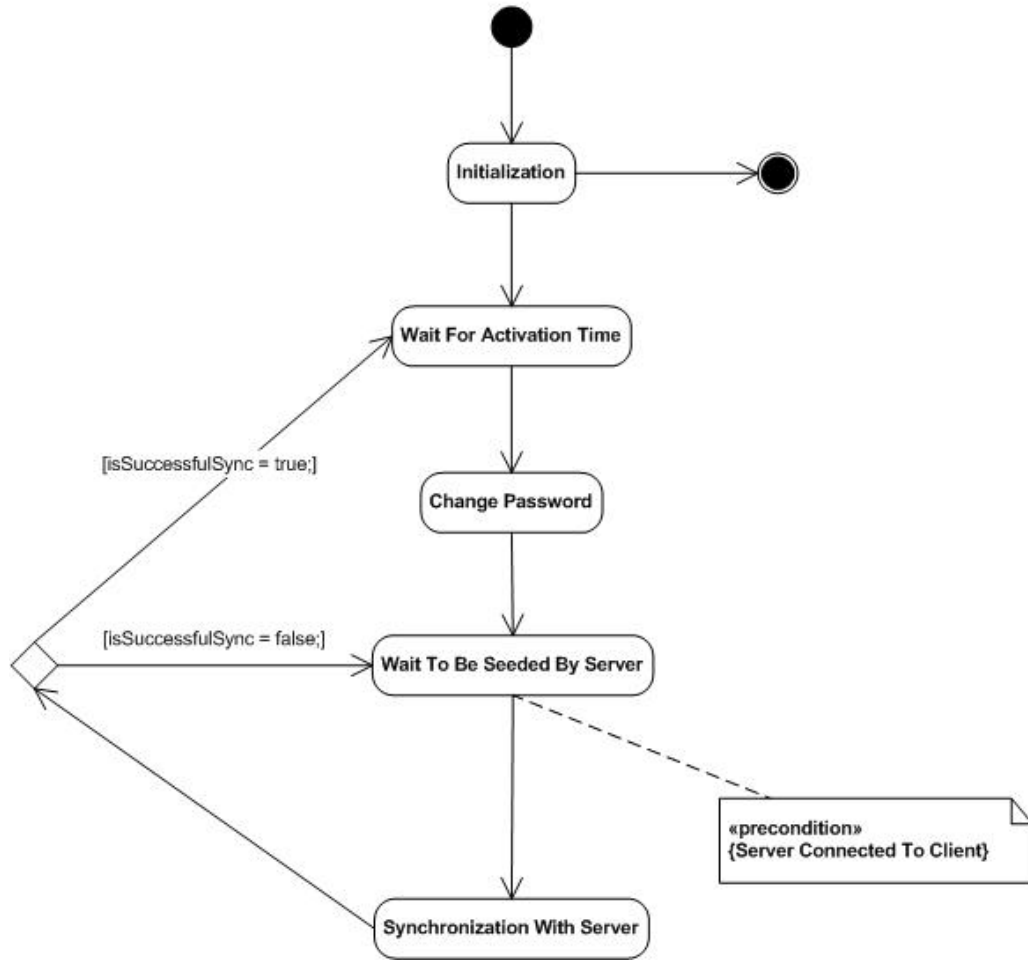 Initialization
Wait For Activation Time
[isSuccessfulSync = true;]
Change Password
[isSuccessfulSync = false;]
Wait To Be Seeded By Server
«precondition»
{Server Connected To Client}
Synchronization With Server